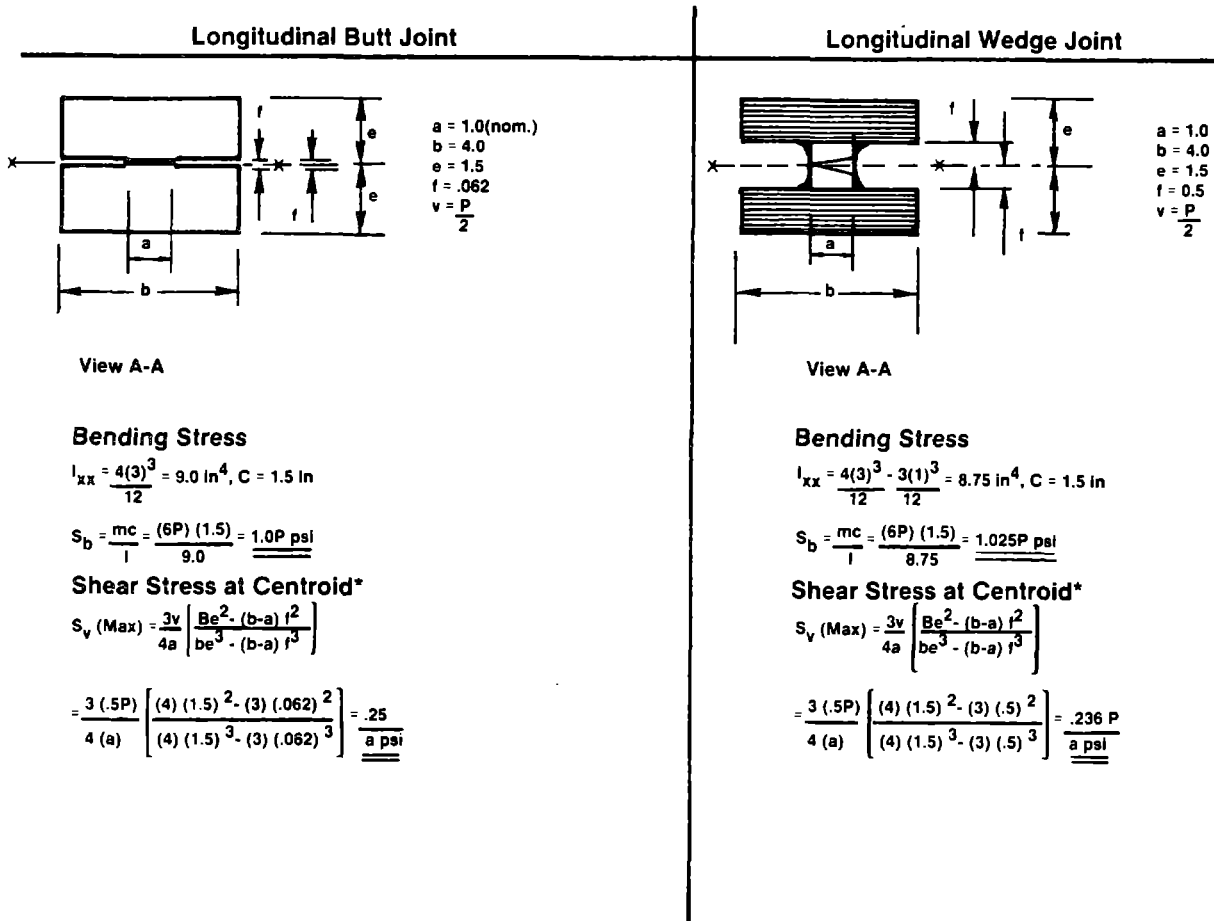 Longitudinal Butt Joint
f
e
a = 1.0(nom.)
b = 4.0
e = 1.5
f = .062
v = P/2
x
x
f
e
a
b
View A-A
Bending Stress
I_xx = 4(3)^3/12 = 9.0 in^4, C = 1.5 in
S_b = mc/I = (6P) (1.5)/9.0 = 1.0P psi
Shear Stress at Centroid*
S_v (Max) = 3v/4a [Be^2 - (b-a) f^2 / be^3 - (b-a) f^3]
= 3 (.5P)/4 (a) [(4) (1.5)^2 - (3) (.062)^2 / (4) (1.5)^3 - (3) (.062)^3] = .25/a psi
Longitudinal Wedge Joint
f
e
a = 1.0
b = 4.0
e = 1.5
f = 0.5
v = P/2
x
x
a
f
b
View A-A
Bending Stress
I_xx = 4(3)^3/12 - 3(1)^3/12 = 8.75 in^4, C = 1.5 in
S_b = mc/I = (6P) (1.5)/8.75 = 1.025P psi
Shear Stress at Centroid*
S_v (Max) = 3v/4a [Be^2 - (b-a) f^2 / be^3 - (b-a) f^3]
= 3 (.5P)/4 (a) [(4) (1.5)^2 - (3) (.5)^2 / (4) (1.5)^3 - (3) (.5)^3] = .236 P/a psi